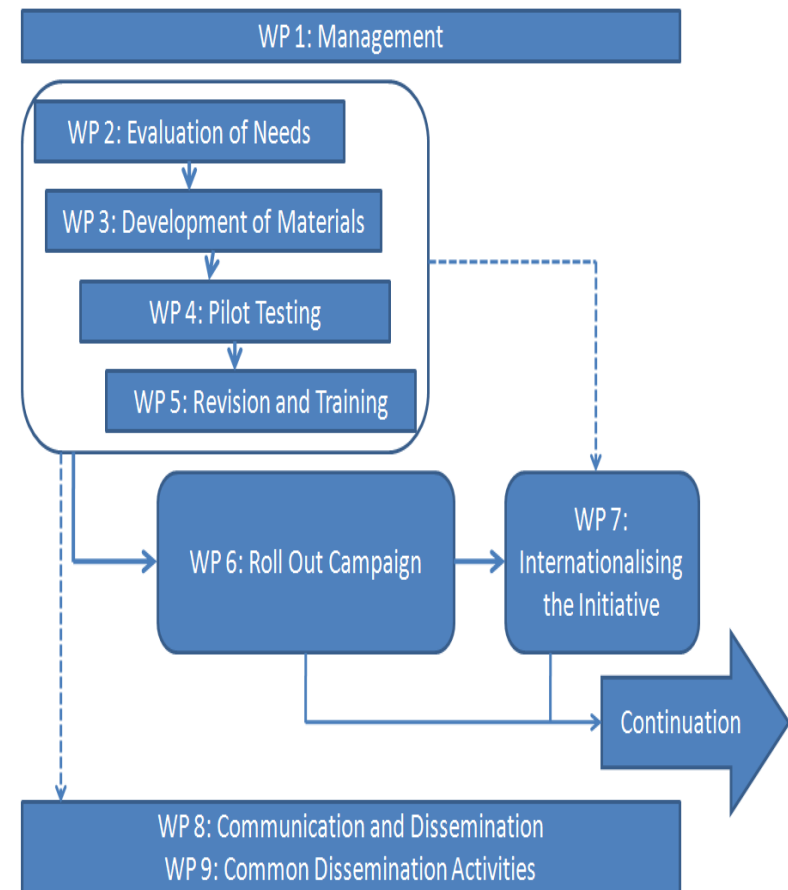 WP 1: Management
WP 2: Evaluation of Needs
WP 3: Development of Materials
WP 4: Pilot Testing
WP 5: Revision and Training
WP 6: Roll Out Campaign
WP 7:
Internationalising
the Initiative
Continuation
WP 8: Communication and Dissemination
WP 9: Common Dissemination Activities